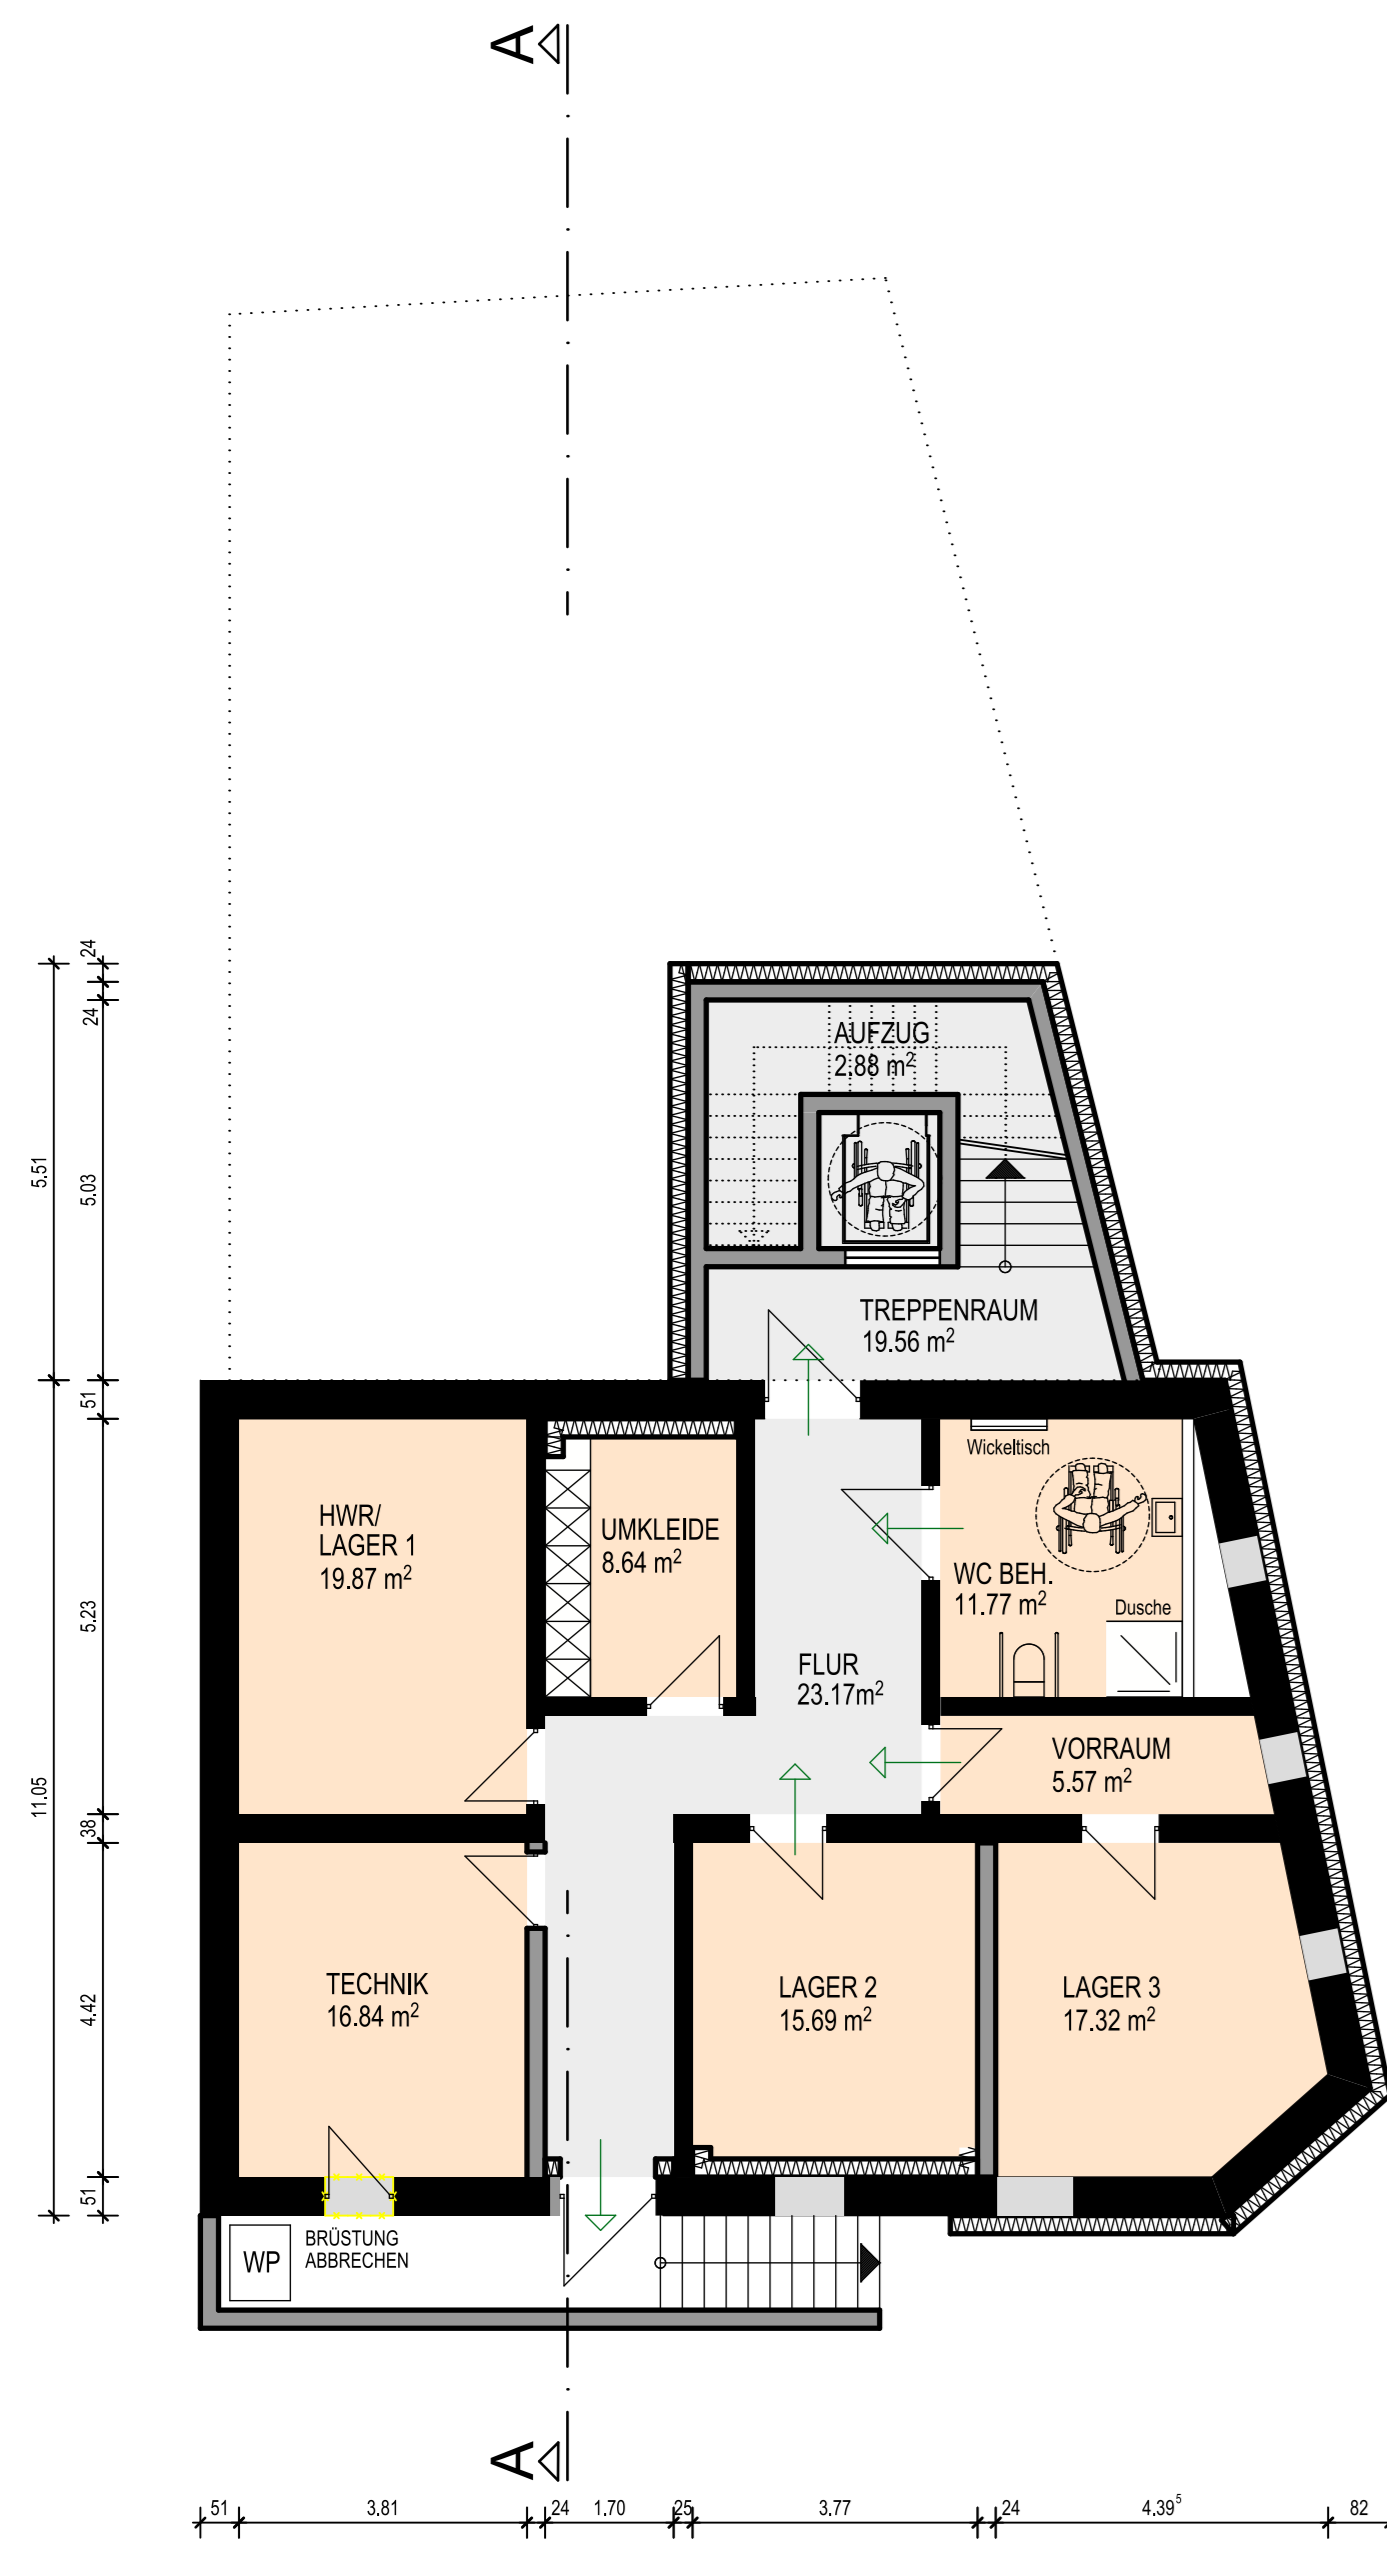 A
24
24
5.51
5.03
AUFZUG
2.88 m²
TREPPENRAUM
19.56 m²
51
Wickeltisch
HWR/
LAGER 1
19.87 m²
UMKLEIDE
8.64 m²
WC BEH.
11.77 m²
Dusche
5.23
FLUR
23.17m²
VORRAUM
5.57 m²
11.05
38
TECHNIK
16.84 m²
LAGER 2
15.69 m²
LAGER 3
17.32 m²
4.42
51
BRÜSTUNG
ABBRECHEN
WP
A
51 3.81 24 1.70 25 3.77 24 4.39⁵ 82